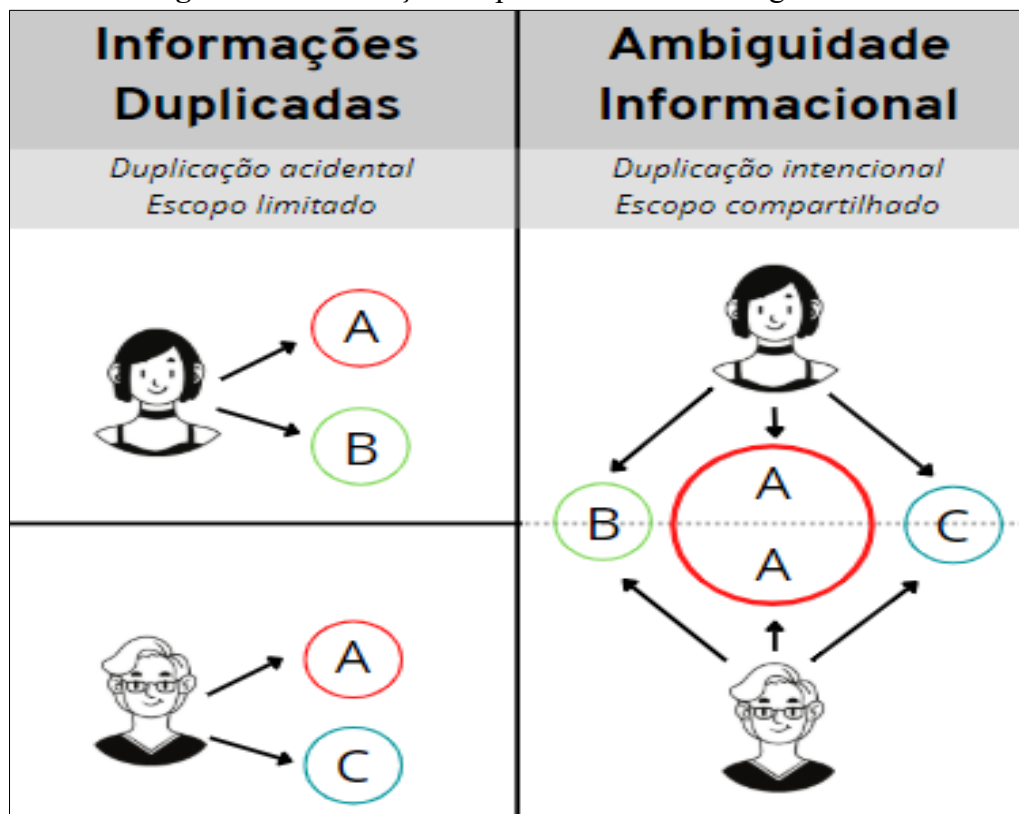 Informações
Duplicadas
Duplicação acidental
Escopo limitado
A
B
A
C
Ambiguidade
Informacional
Duplicação intencional
Escopo compartilhado
A
B
C
A